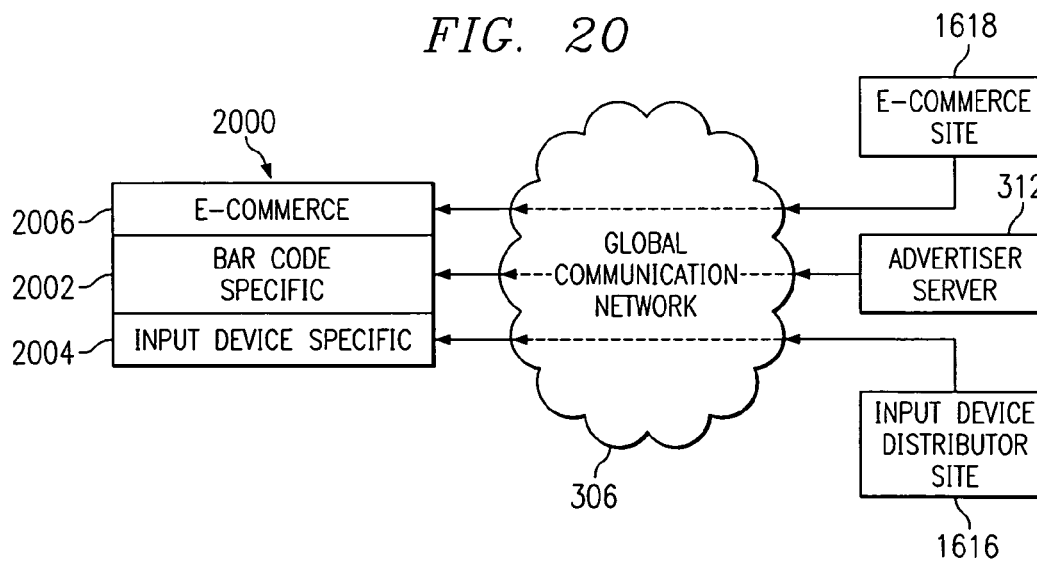 FIG. 20
1618
E-COMMERCE
SITE
2000
312
2006
E-COMMERCE
2002
BAR CODE
SPECIFIC
2004
INPUT DEVICE SPECIFIC
GLOBAL
COMMUNICATION
NETWORK
ADVERTISER
SERVER
INPUT DEVICE
DISTRIBUTOR
SITE
306
1616